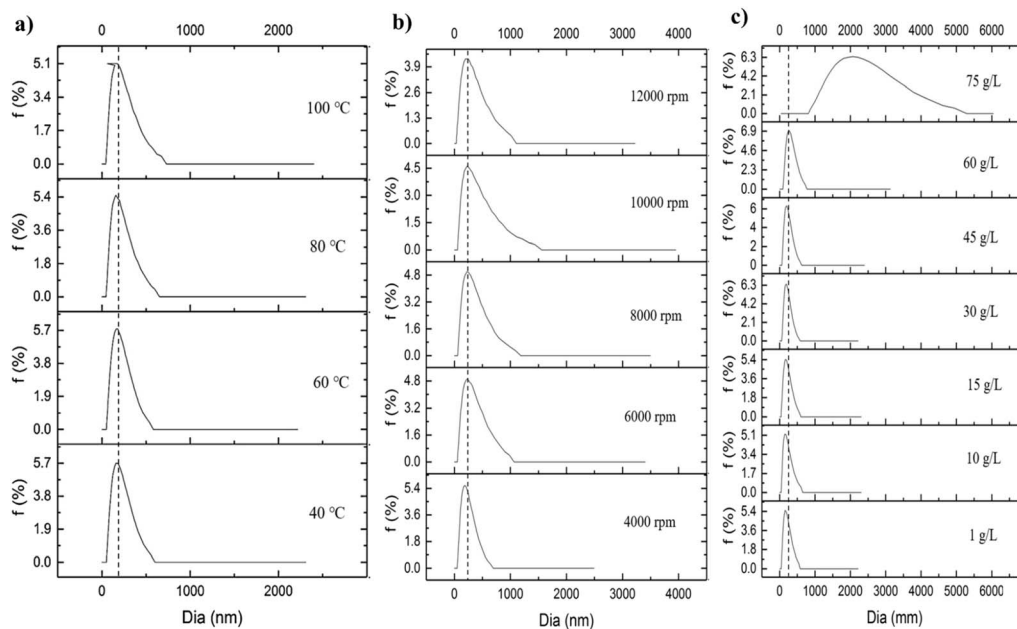 a)
0 1000 2000
f (%)
5.1
3.4
1.7
0.0
100 °C
f (%)
5.4
3.6
1.8
0.0
80 °C
f (%)
5.7
3.8
1.9
0.0
60 °C
f (%)
5.7
3.8
1.9
0.0
40 °C
0 1000 2000
Dia (nm)
b)
0 1000 2000 3000 4000
f (%)
3.9
2.6
1.3
0.0
12000 rpm
f (%)
4.5
3.0
1.5
0.0
10000 rpm
f (%)
4.8
3.2
1.6
0.0
8000 rpm
f (%)
4.8
3.2
1.6
0.0
6000 rpm
f (%)
5.4
3.6
1.8
0.0
4000 rpm
0 1000 2000 3000 4000
Dia (nm)
c)
0 1000 2000 3000 4000 5000 6000
f (%)
6.3
4.2
2.1
0.0
75 g/L
f (%)
6.9
4.6
2.3
0.0
60 g/L
f (%)
6
4
2
0
45 g/L
f (%)
6.3
4.2
2.1
0.0
30 g/L
f (%)
5.4
3.6
1.8
0.0
15 g/L
f (%)
5.1
3.4
1.7
0.0
10 g/L
f (%)
5.4
3.6
1.8
0.0
1 g/L
0 1000 2000 3000 4000 5000 6000
Dia (mm)